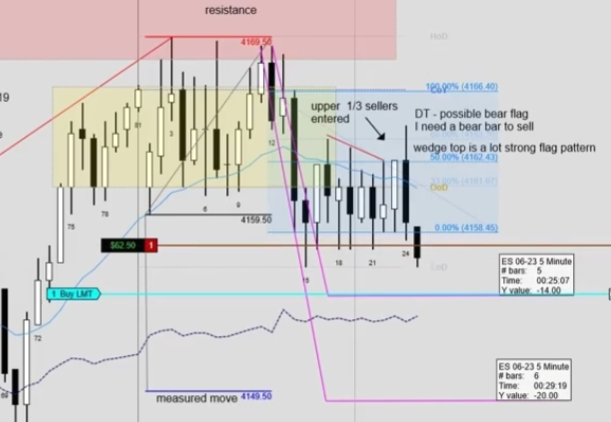 resistance
HoD
4169.50
19
100.00% (4166.40)
upper 1/3 sellers
entered
DT - possible bear flag
I need a bear bar to sell
wedge top is a lot strong flag pattern
81
3
12
50.00% (4162.43)
OoD
6
9
75
78
4159.50
0.00% (4158.45)
$62.50 1
24
18
21
LoD
15
ES 06-23 5 Minute
# bars: 5
Time: 00:25:07
Y value: -14.00
1 Buy LMT
72
ES 06-23 5 Minute
# bars: 6
Time: 00:29:19
Y value: -20.00
69
measured move 4149.50